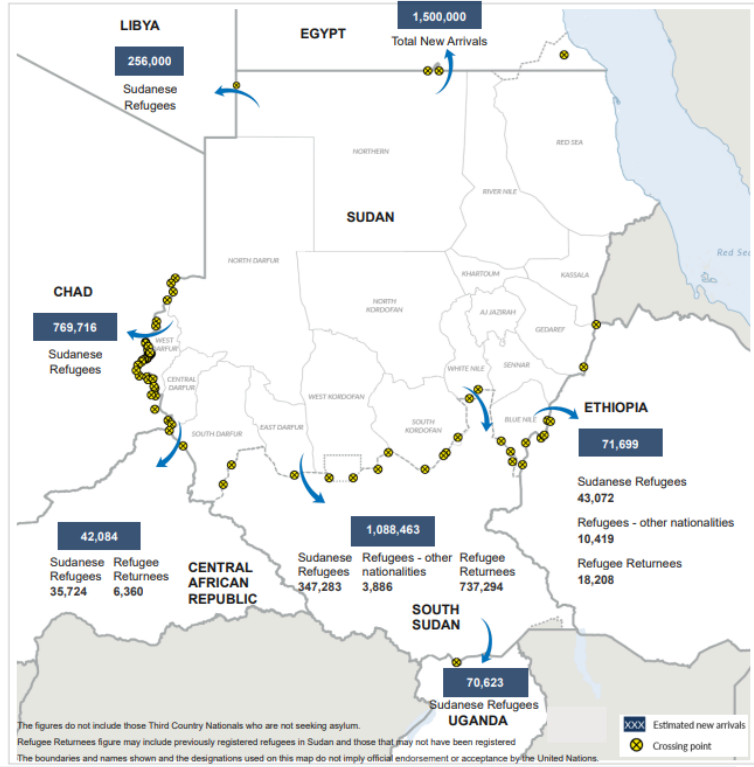 LIBYA
256,000
Sudanese
Refugees
EGYPT
1,500,000
Total New Arrivals
NORTHERN
RED SEA
RIVER NILE
SUDAN
Red Sea
NORTH DARFUR
KHARTOUM
KASSALA
CHAD
769,716
Sudanese
Refugees
NORTH
KORDOFAN
AJ JAZIRAH
GEDAREF
WEST
DARFUR
CENTRAL
DARFUR
WHITE NILE
SENNAR
WEST KORDOFAN
SOUTH
KORDOFAN
BLUE NILE
SOUTH DARFUR
EAST DARFUR
ETHIOPIA
71,699
Sudanese Refugees
43,072
Refugees - other nationalities
10,419
Refugee Returnees
18,208
42,084
Sudanese
Refugees
35,724
Refugee
Returnees
6,360
CENTRAL
AFRICAN
REPUBLIC
1,088,463
Sudanese
Refugees
347,283
Refugees - other
nationalities
3,886
Refugee
Returnees
737,294
SOUTH
SUDAN
70,623
Sudanese Refugees
UGANDA
The figures do not include those Third Country Nationals who are not seeking asylum.
Refugee Returnees figure may include previously registered refugees in Sudan and those that may not have been registered
The boundaries and names shown and the designations used on this map do not imply official endorsement or acceptance by the United Nations.
XXX Estimated new arrivals
Crossing point